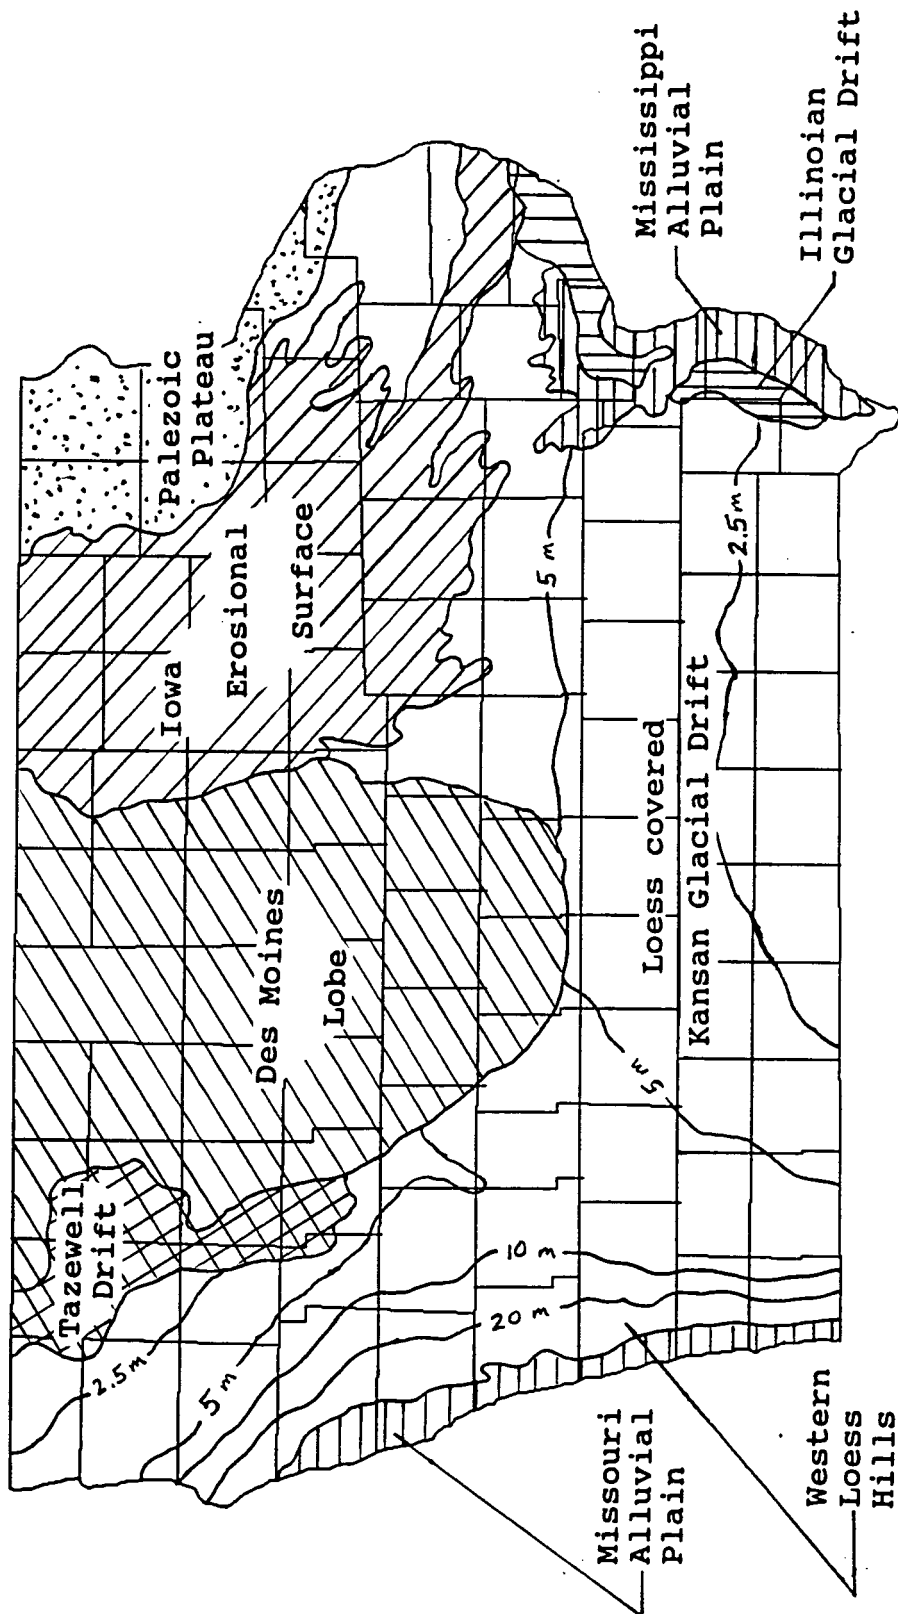 Palezoic
Plateau
Iowa
Erosional
Surface
Des Moines
Lobe
Tazewell
Drift
2.5 m
5 m
10 m
20 m
5 m
5 m
2.5 m
Loess covered
Kansan Glacial Drift
Mississippi
Alluvial
Plain
Illinoian
Glacial Drift
Missouri
Alluvial
Plain
Western
Loess
Hills